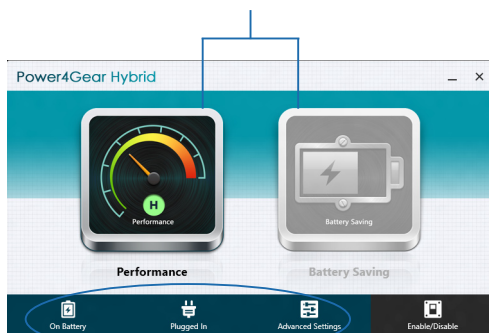 Power4Gear Hybrid
H
Performance
Battery Saving
Performance
Battery Saving
On Battery
Plugged In
Advanced Settings
Enable/Disable